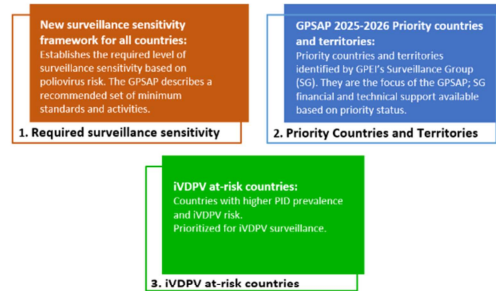 New surveillance sensitivity
framework for all countries:
Establishes the required level of
surveillance sensitivity based on
poliovirus risk. The GPSAP describes a
recommended set of minimum
standards and activities.
1. Required surveillance sensitivity
GPSAP 2025-2026 Priority countries
and territories:
Priority countries and territories
identified by GPEI's Surveillance Group
(SG). They are the focus of the GPSAP; SG
financial and technical support available
based on priority status.
2. Priority Countries and Territories
iVDPV at-risk countries:
Countries with higher PID prevalence
and iVDPV risk.
Prioritized for iVDPV surveillance.
3. iVDPV at-risk countries